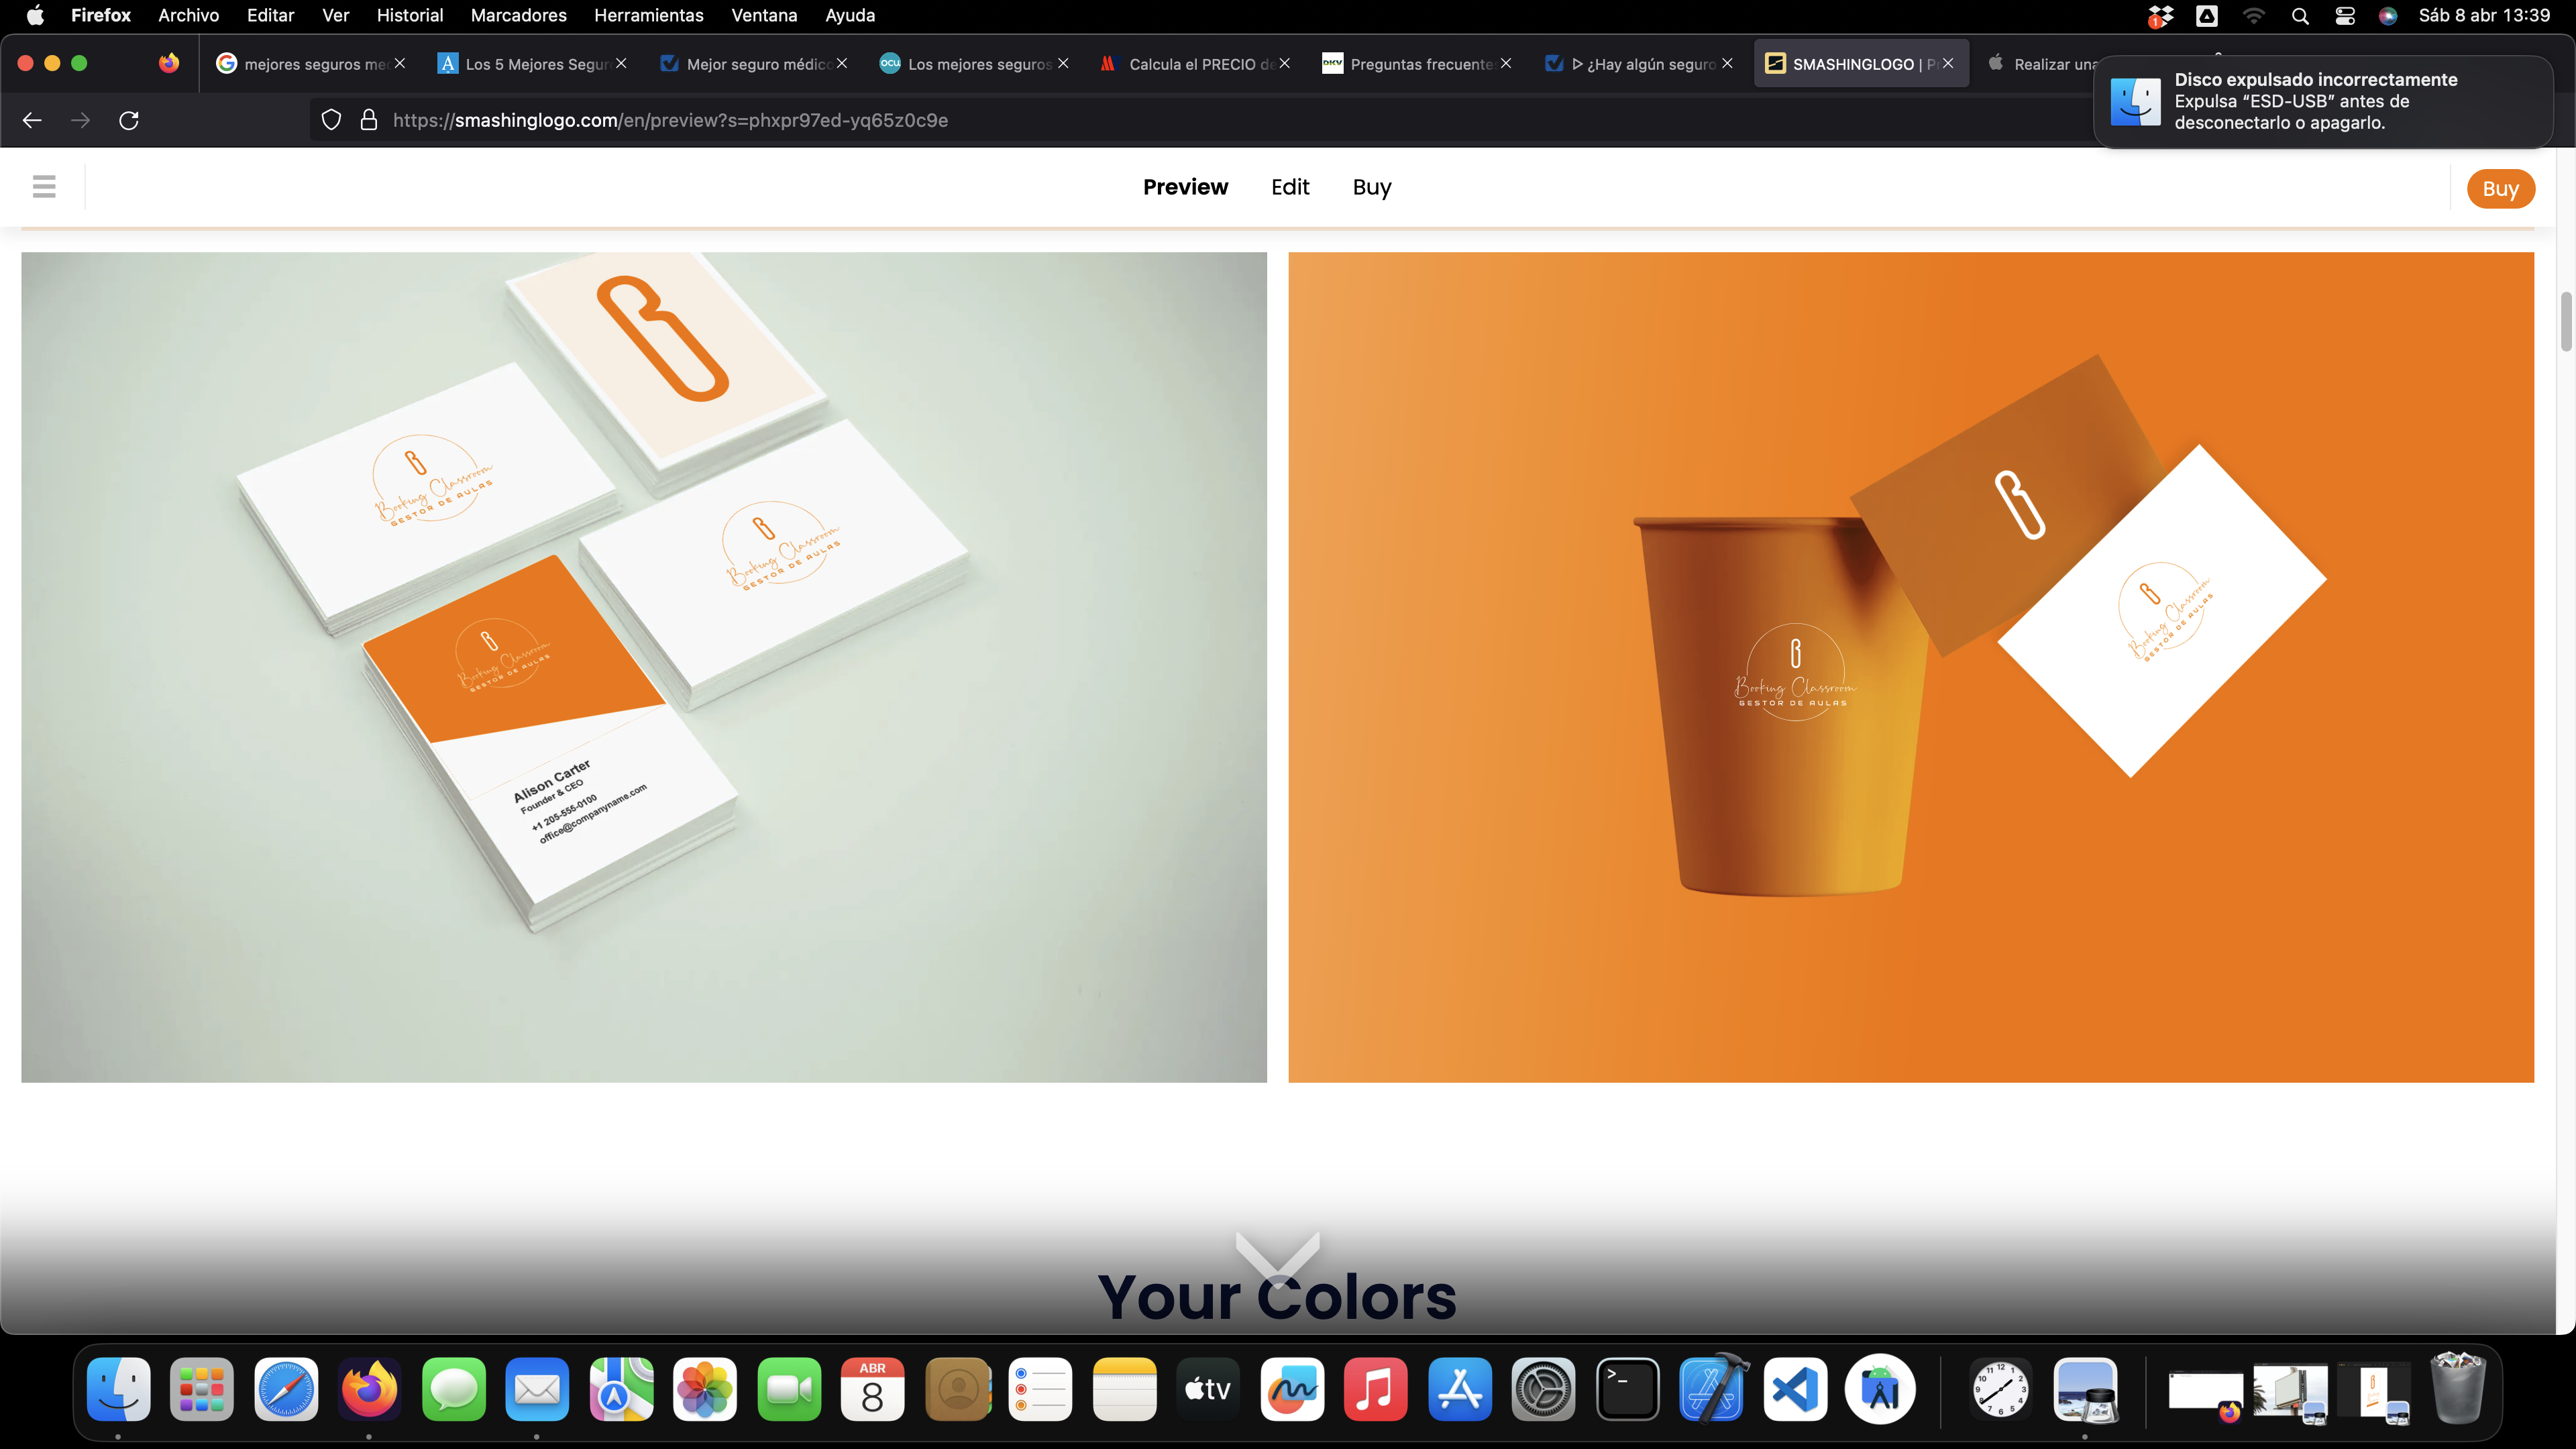 Firefox Archivo Editar Ver Historial Marcadores Herramientas Ventana Ayuda
1
Sáb 8 abr 13:39
mejores seguros me
Los 5 Mejores Segur
Mejor seguro médic
OCU
Los mejores seguros
Calcula el PRECIO de
DKV
Preguntas frecuente
¿Hay algún seguro
SMASHINGLOGO | P
Realizar una
Disco expulsado incorrectamente
Expulsa “ESD-USB” antes de
desconectarlo o apagarlo.
https://smashinglogo.com/en/preview?s=phxpr97ed-yq65z0c9e
Preview Edit Buy
Buy
B
B
Booking Classroom
GESTOR DE AULAS
B
Booking Classroom
GESTOR DE AULAS
B
Booking Classroom
GESTOR DE AULAS
Alison Carter
Founder & CEO
+1 205-555-0100
office@companyname.com
B
B
Booking Classroom
GESTOR DE AULAS
B
Booking Classroom
GESTOR DE AULAS
Your Colors
ABR
8
tv
>_